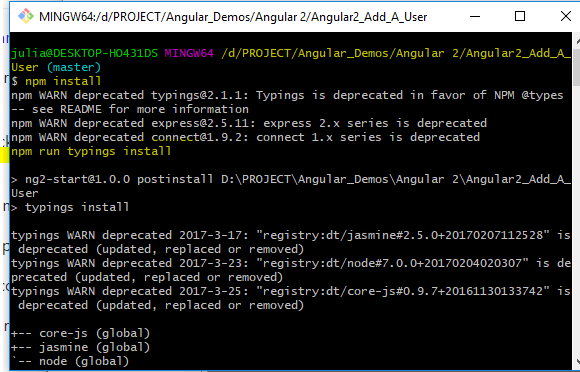 MINGW64:/d/PROJECT/Angular_Demos/Angular 2/Angular2_Add_A_User
julia@DESKTOP-HO431DS MINGW64 /d/PROJECT/Angular_Demos/Angular 2/Angular2_Add_A_
User (master)
$ npm install
npm WARN deprecated typings@2.1.1: Typings is deprecated in favor of NPM @types
-- see README for more information
npm WARN deprecated express@2.5.11: express 2.x series is deprecated
npm WARN deprecated connect@1.9.2: connect 1.x series is deprecated
npm run typings install
> ng2-start@1.0.0 postinstall D:\PROJECT\Angular_Demos\Angular 2\Angular2_Add_A_
User
> typings install
typings WARN deprecated 2017-3-17: "registry:dt/jasmine#2.5.0+20170207112528" is
deprecated (updated, replaced or removed)
typings WARN deprecated 2017-3-23: "registry:dt/node#7.0.0+20170204020307" is de
precated (updated, replaced or removed)
typings WARN deprecated 2017-3-25: "registry:dt/core-js#0.9.7+20161130133742" is
deprecated (updated, replaced or removed)
+-- core-js (global)
+-- jasmine (global)
`-- node (global)